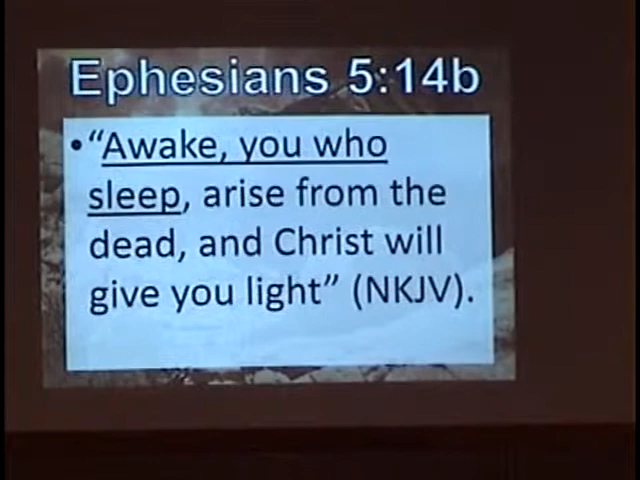 Ephesians 5:14b
• “Awake, you who
sleep, arise from the
dead, and Christ will
give you light” (NKJV).